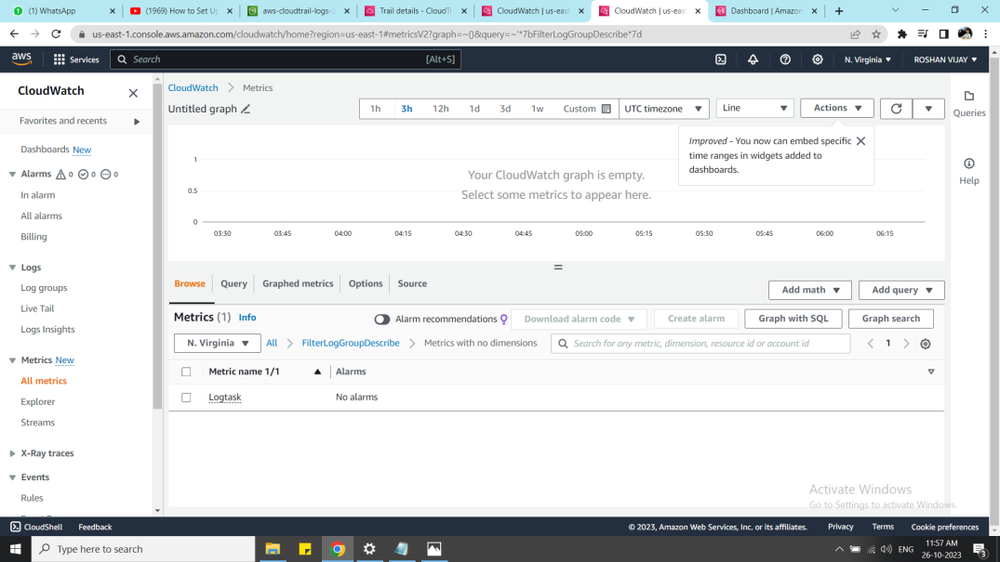 (1) WhatsApp
(1969) How to Set U
aws-cloudtrail-logs-3
Trail details - CloudTr
CloudWatch | us-east
CloudWatch | us-east
Dashboard | Amazon
us-east-1.console.aws.amazon.com/cloudwatch/home?region=us-east-1#metricsV2?graph=~()&query=~'*7bFilterLogGroupDescribe*7d
aws
Services
Search
[Alt+S]
N. Virginia
ROSHAN VIJAY
CloudWatch
Favorites and recents
Dashboards New
Alarms 0 0 0
In alarm
All alarms
Billing
Logs
Log groups
Live Tail
Logs Insights
Metrics New
All metrics
Explorer
Streams
X-Ray traces
Events
Rules
CloudWatch > Metrics
Untitled graph
1h 3h 12h 1d 3d 1w Custom
UTC timezone
Line
Actions
Improved - You now can embed specific
time ranges in widgets added to
dashboards.
Queries
Help
1
0.5
0
Your CloudWatch graph is empty.
Select some metrics to appear here.
03:30 03:45 04:00 04:15 04:30 04:45 05:00 05:15 05:30 05:45 06:00 06:15
Browse Query Graphed metrics Options Source
Add math
Add query
Metrics (1) Info
Alarm recommendations
Download alarm code
Create alarm
Graph with SQL
Graph search
N. Virginia
All > FilterLogGroupDescribe > Metrics with no dimensions
Search for any metric, dimension, resource id or account id
1
Metric name 1/1 Alarms
Logtask No alarms
Activate Windows
Go to Settings to activate Windows.
CloudShell Feedback
© 2023, Amazon Web Services, Inc. or its affiliates. Privacy Terms Cookie preferences
Type here to search
ENG
11:57 AM
26-10-2023
3